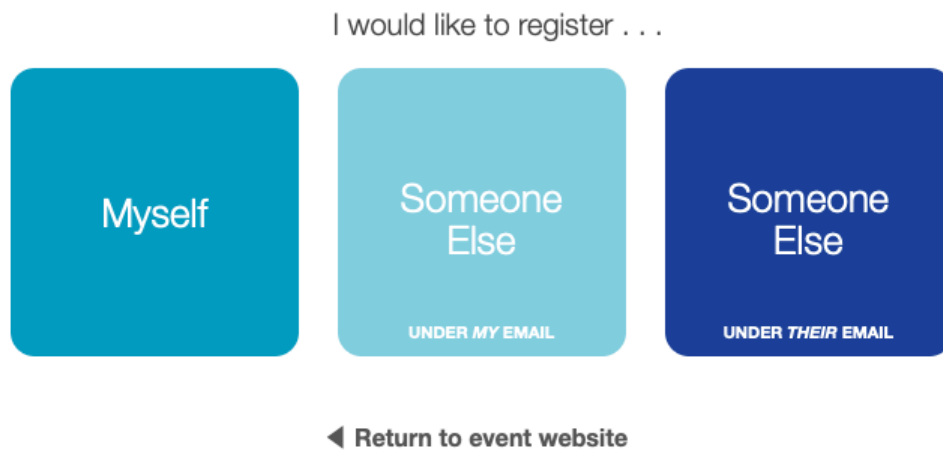 I would like to register . . .
Myself
Someone
Else
UNDER MY EMAIL
Someone
Else
UNDER THEIR EMAIL
Return to event website